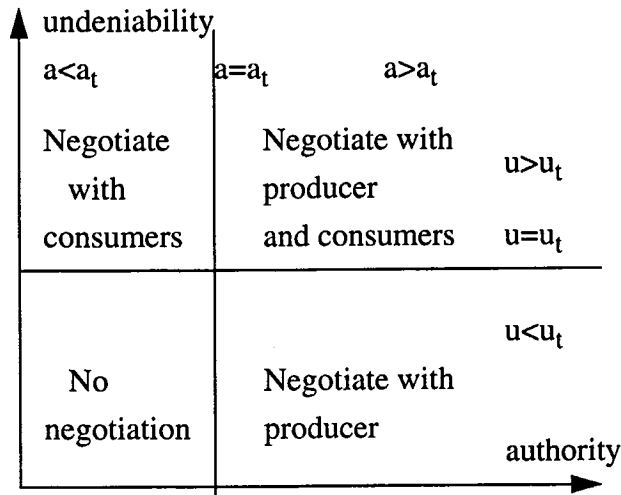 undeniability
a<a_t a=a_t a>a_t
Negotiate
with
consumers
Negotiate with
producer
and consumers
u>u_t
u=u_t
u<u_t
No
negotiation
Negotiate with
producer
authority